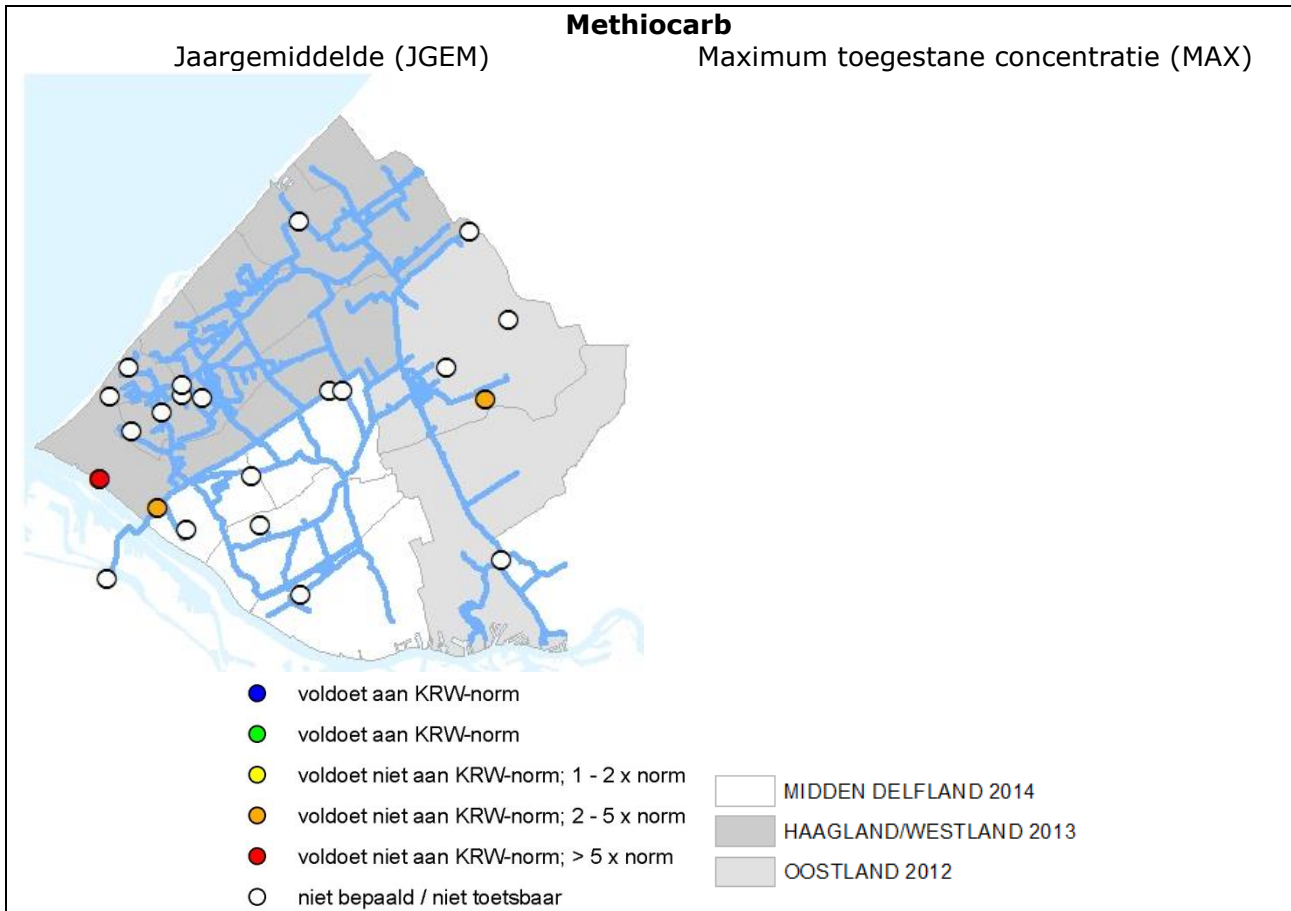 Methiocarb
Jaargemiddelde (JGEM)
Maximum toegestane concentratie (MAX)
voldoet aan KRW-norm
voldoet aan KRW-norm
voldoet niet aan KRW-norm; 1 - 2 x norm
voldoet niet aan KRW-norm; 2 - 5 x norm
voldoet niet aan KRW-norm; > 5 x norm
niet bepaald / niet toetsbaar
MIDDEN DELFLAND 2014
HAAGLAND/WESTLAND 2013
OOSTLAND 2012